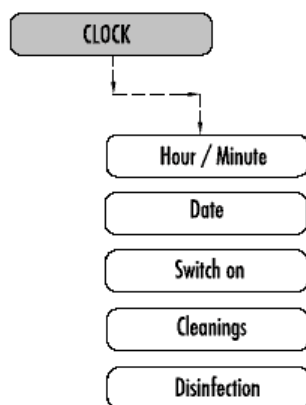 CLOCK
Hour / Minute
Date
Switch on
Cleanings
Disinfection